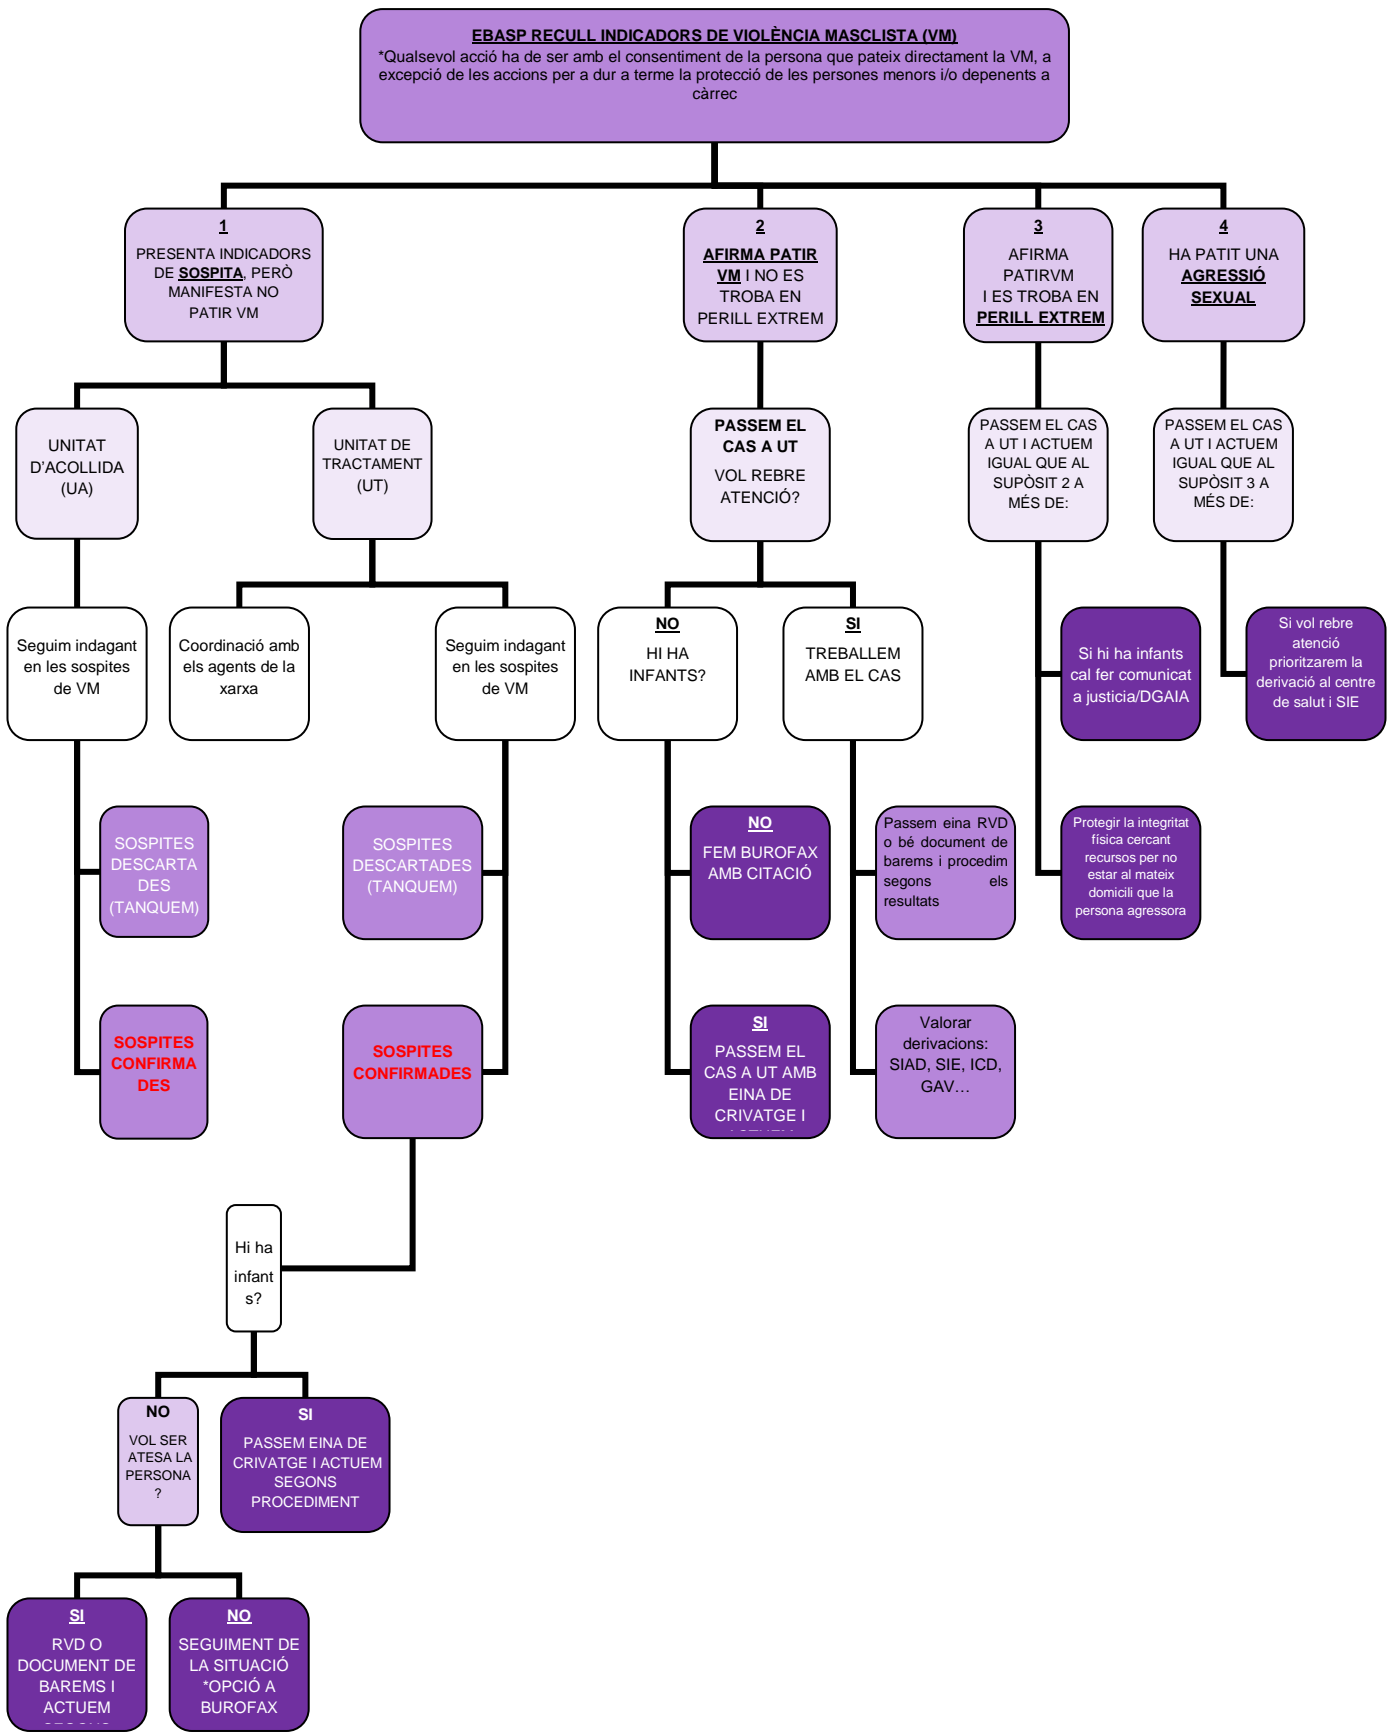 EBASP RECULL INDICADORS DE VIOLÈNCIA MASCLISTA (VM)
*Qualsevol acció ha de ser amb el consentiment de la persona que pateix directament la VM, a
excepció de les accions per a dur a terme la protecció de les persones menors i/o depenents a
càrrec
1
PRESENTA INDICADORS
DE SOSPITA, PERÒ
MANIFESTA NO
PATIR VM
2
AFIRMA PATIR
VM I NO ES
TROBA EN
PERILL EXTREM
3
AFIRMA
PATIRVM
I ES TROBA EN
PERILL EXTREM
4
HA PATIT UNA
AGRESSIÓ
SEXUAL
UNITAT
D'ACOLLIDA
(UA)
UNITAT DE
TRACTAMENT
(UT)
PASSEM EL
CAS A UT
VOL REBRE
ATENCIÓ?
PASSEM EL CAS
A UT I ACTUEM
IGUAL QUE AL
SUPÒSIT 2 A
MÉS DE:
PASSEM EL CAS
A UT I ACTUEM
IGUAL QUE AL
SUPÒSIT 3 A
MÉS DE:
Seguim indagant
en les sospites
de VM
Coordinació amb
els agents de la
xarxa
Seguim indagant
en les sospites
de VM
NO
HI HA
INFANTS?
SI
TREBALLEM
AMB EL CAS
Si hi ha infants
cal fer comunicat
a justicia/DGAIA
Si vol rebre
atenció
prioritzarem la
derivació al centre
de salut i SIE
SOSPITES
DESCARTA
DES
(TANQUEM)
SOSPITES
DESCARTADES
(TANQUEM)
NO
FEM BUROFAX
AMB CITACIÓ
Passem eina RVD
o bé document de
barems i procedim
segons els
resultats
Protegir la integritat
física cercant
recursos per no
estar al mateix
domicili que la
persona agressora
SOSPITES
CONFIRMA
DES
SOSPITES
CONFIRMADES
SI
PASSEM EL
CAS A UT AMB
EINA DE
CRIVATGE I
Valorar
derivacions:
SIAD, SIE, ICD,
GAV…
Hi ha
infant
s?
NO
VOL SER
ATESA LA
PERSONA
?
SI
PASSEM EINA DE
CRIVATGE I ACTUEM
SEGONS
PROCEDIMENT
SI
RVD O
DOCUMENT DE
BAREMS I
ACTUEM
NO
SEGUIMENT DE
LA SITUACIÓ
*OPCIÓ A
BUROFAX